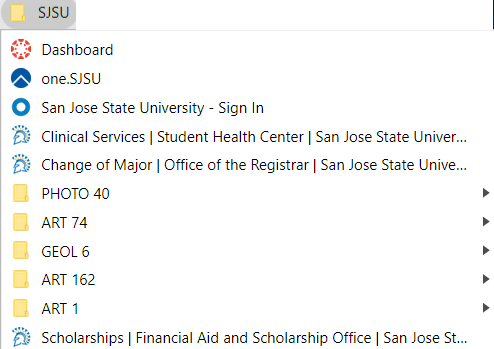 SJSU
Dashboard
one.SJSU
San Jose State University - Sign In
Clinical Services | Student Health Center | San Jose State Univer...
Change of Major | Office of the Registrar | San Jose State Unive...
PHOTO 40
ART 74
GEOL 6
ART 162
ART 1
Scholarships | Financial Aid and Scholarship Office | San Jose St...